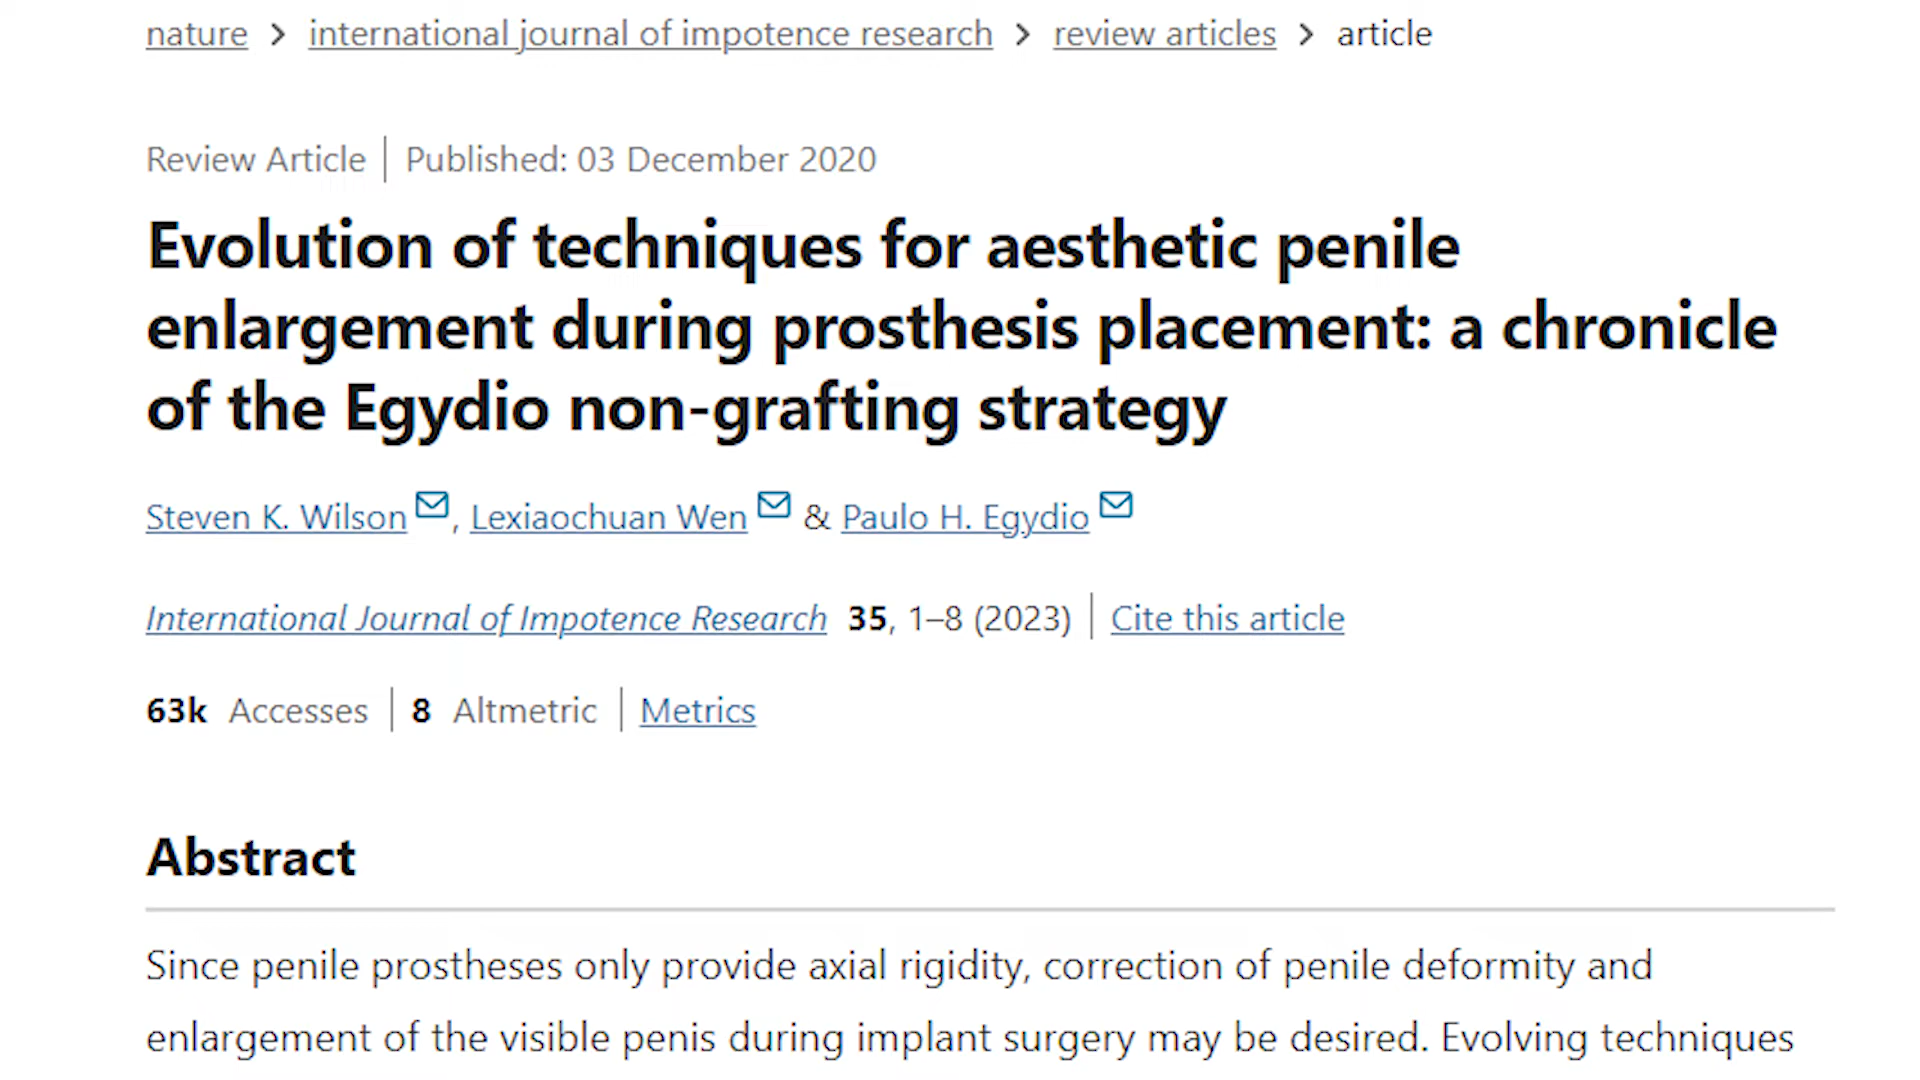 nature > international journal of impotence research > review articles > article
Review Article | Published: 03 December 2020
Evolution of techniques for aesthetic penile
enlargement during prosthesis placement: a chronicle
of the Egydio non-grafting strategy
Steven K. Wilson, Lexiaochuan Wen & Paulo H. Egydio
International Journal of Impotence Research 35, 1–8 (2023) | Cite this article
63k Accesses | 8 Altmetric | Metrics
Abstract
Since penile prostheses only provide axial rigidity, correction of penile deformity and
enlargement of the visible penis during implant surgery may be desired. Evolving techniques